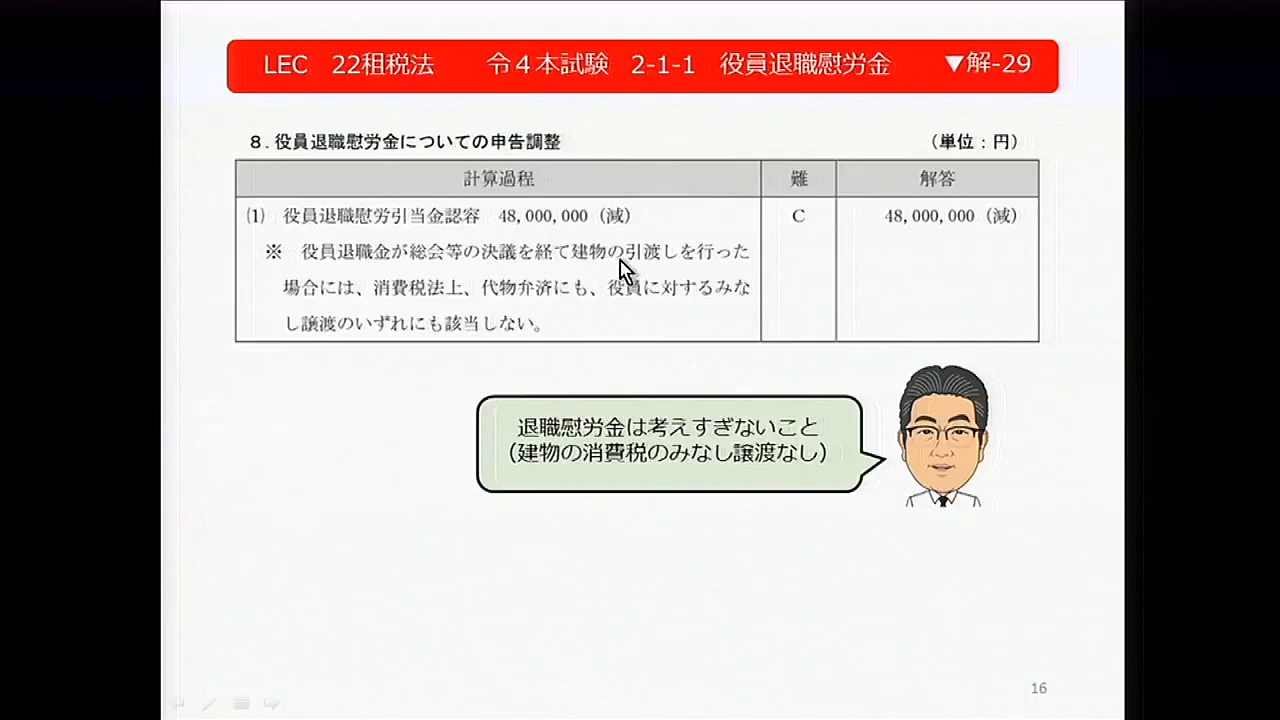 LEC 22租税法 令4本試験 2-1-1 役員退職慰労金 ▼解-29
8.役員退職慰労金についての申告調整 （単位：円）
計算過程 難 解答
⑴ 役員退職慰労引当金認容 48,000,000（減） C 48,000,000（減）
※ 役員退職金が総会等の決議を経て建物の引渡しを行った
場合には、消費税法上、代物弁済にも、役員に対するみな
し譲渡のいずれにも該当しない。
退職慰労金は考えすぎないこと
（建物の消費税のみなし譲渡なし）
16